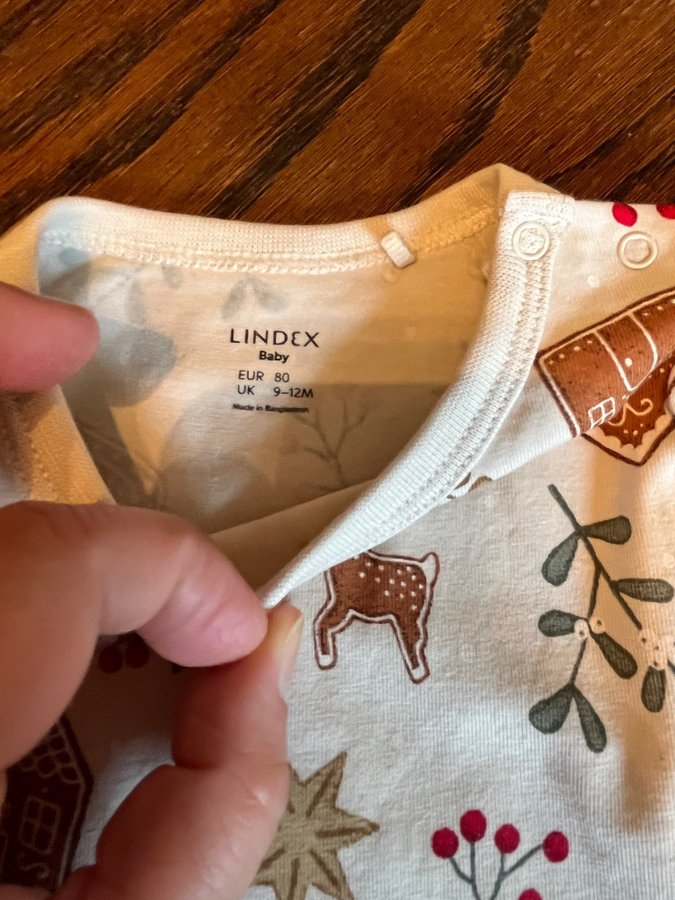 LINDEX
Baby
EUR 80
UK 9–12M
Made in Bangladesh